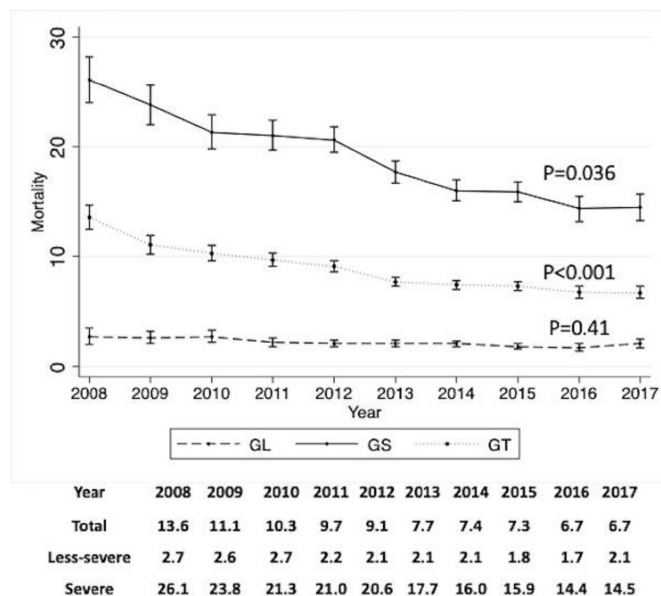 30
20
10
0
Mortality
P=0.036
P<0.001
P=0.41
2008 2009 2010 2011 2012 2013 2014 2015 2016 2017
Year
GL GS GT
Year 2008 2009 2010 2011 2012 2013 2014 2015 2016 2017
Total 13.6 11.1 10.3 9.7 9.1 7.7 7.4 7.3 6.7 6.7
Less-severe 2.7 2.6 2.7 2.2 2.1 2.1 2.1 1.8 1.7 2.1
Severe 26.1 23.8 21.3 21.0 20.6 17.7 16.0 15.9 14.4 14.5